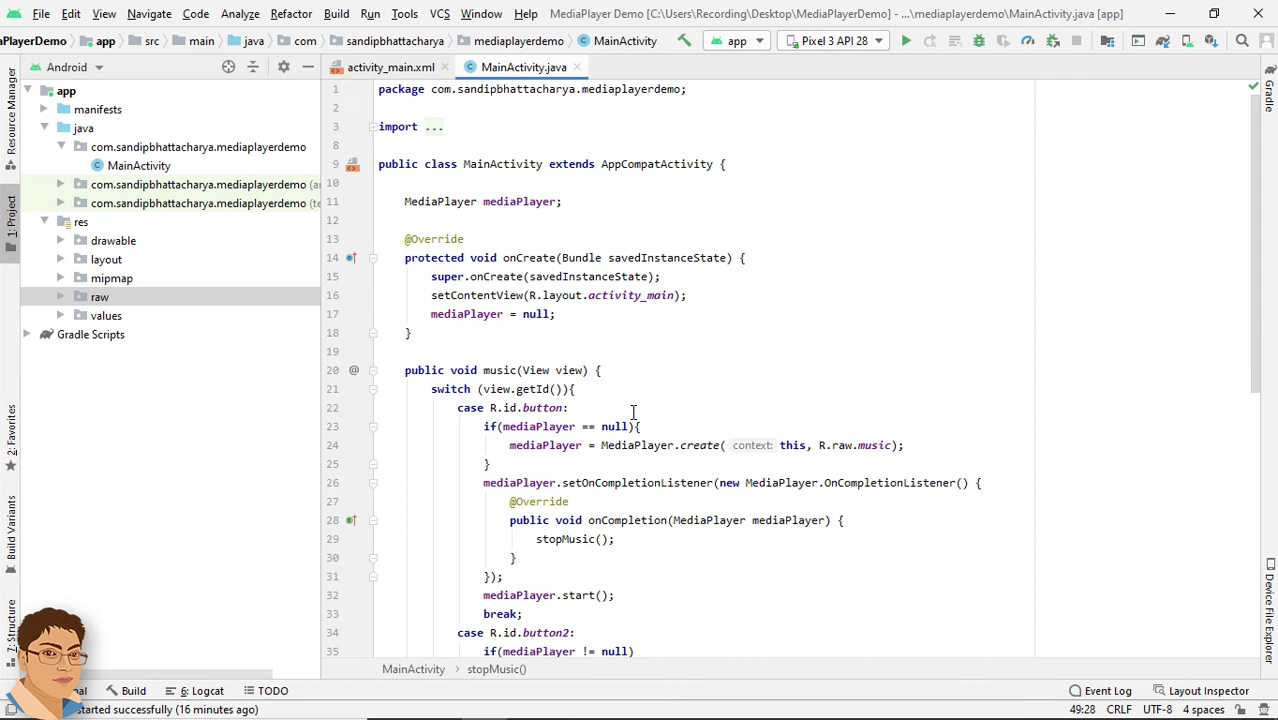 File Edit View Navigate Code Analyze Refactor Build Run Tools VCS Window Help MediaPlayer Demo [C:\Users\Recording\Desktop\MediaPlayerDemo] - ...\mediaplayerdemo\MainActivity.java [app]
aPlayerDemo app src main java com sandipbhattacharya mediaplayerdemo MainActivity app Pixel 3 API 28
Android
activity_main.xml MainActivity.java
Resource Manager
1: Project
2: Favorites
Build Variants
7: Structure
app
manifests
java
com.sandipbhattacharya.mediaplayerdemo
MainActivity
com.sandipbhattacharya.mediaplayerdemo (a
com.sandipbhattacharya.mediaplayerdemo (te
res
drawable
layout
mipmap
raw
values
Gradle Scripts
1 package com.sandipbhattacharya.mediaplayerdemo;
2
3 import ...
8
9 public class MainActivity extends AppCompatActivity {
10
11 MediaPlayer mediaPlayer;
12
13 @Override
14 protected void onCreate(Bundle savedInstanceState) {
15 super.onCreate(savedInstanceState);
16 setContentView(R.layout.activity_main);
17 mediaPlayer = null;
18 }
19
20 @ public void music(View view) {
21 switch (view.getId()){
22 case R.id.button:
23 if(mediaPlayer == null){
24 mediaPlayer = MediaPlayer.create( context: this, R.raw.music);
25 }
26 mediaPlayer.setOnCompletionListener(new MediaPlayer.OnCompletionListener() {
27 @Override
28 public void onCompletion(MediaPlayer mediaPlayer) {
29 stopMusic();
30 }
31 });
32 mediaPlayer.start();
33 break;
34 case R.id.button2:
35 if(mediaPlayer != null)
Gradle
Device File Explorer
MainActivity > stopMusic()
nal Build 6: Logcat TODO Event Log Layout Inspector
started successfully (16 minutes ago) 49:28 CRLF UTF-8 4 spaces